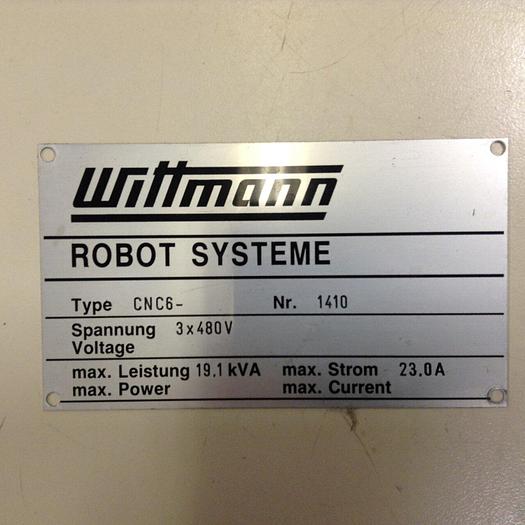 Wittmann
ROBOT SYSTEME
Type CNC6- Nr. 1410
Spannung 3x480V
Voltage
max. Leistung 19,1 kVA max. Strom 23,0A
max. Power max. Current